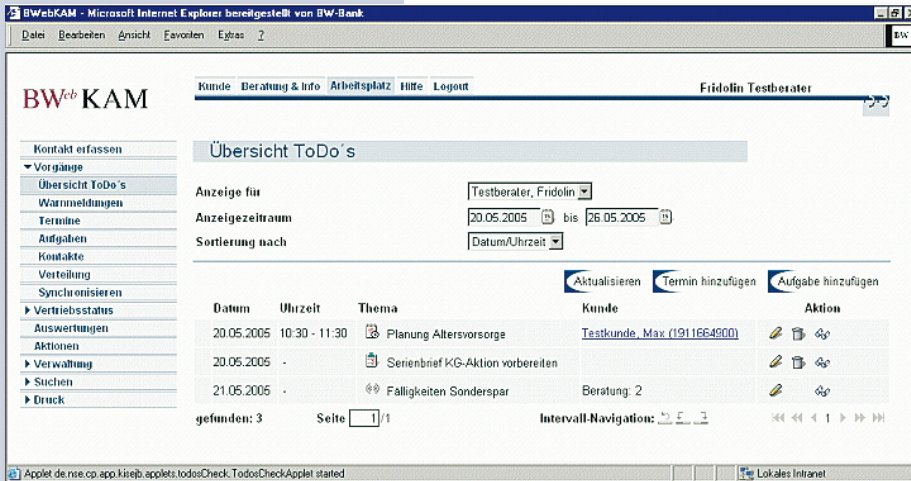 BWebKAM - Microsoft Internet Explorer bereitgestellt von BW-Bank
Datei Bearbeiten Ansicht Favoriten Extras ?
BW
BWeb KAM
Kunde Beratung & Info Arbeitsplatz Hilfe Logout
Fridolin Testberater
Kontakt erfassen
Vorgänge
Übersicht ToDo´s
Warnmeldungen
Termine
Aufgaben
Kontakte
Verteilung
Synchronisieren
Vertriebsstatus
Auswertungen
Aktionen
Verwaltung
Suchen
Druck
Übersicht ToDo´s
Anzeige für Testberater, Fridolin
Anzeigezeitraum 20.05.2005 bis 26.05.2005
Sortierung nach Datum/Uhrzeit
Aktualisieren Termin hinzufügen Aufgabe hinzufügen
Datum Uhrzeit Thema Kunde Aktion
20.05.2005 10:30 - 11:30 Planung Altersvorsorge Testkunde, Max (1911664900)
20.05.2005 - Serienbrief KG-Aktion vorbereiten
21.05.2005 - Fälligkeiten Sonderspar Beratung: 2
gefunden: 3 Seite 1/1 Intervall-Navigation: 1
Applet de.nse.cp.app.kisejb.applets.todosCheck.TodosCheckApplet started
Lokales Intranet